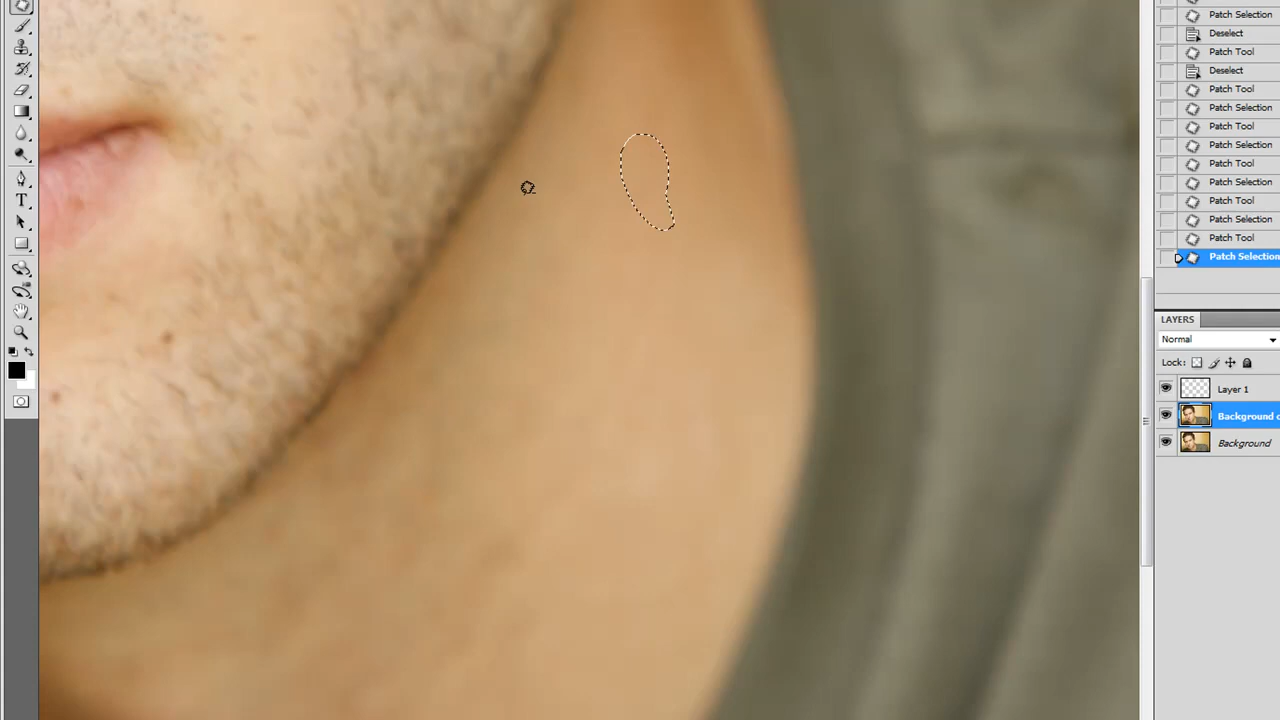 Patch Selection
Deselect
Patch Tool
Deselect
Patch Tool
Patch Selection
Patch Tool
Patch Selection
Patch Tool
Patch Selection
Patch Tool
Patch Selection
Patch Tool
Patch Selection
LAYERS
Normal
Lock:
Layer 1
Background c
Background
T